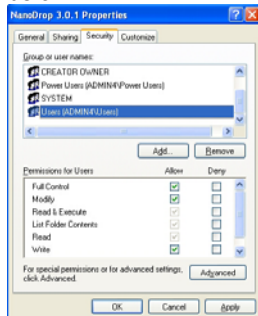 NanoDrop 3.0.1 Properties
General Sharing Security Customize
Group or user names:
CREATOR OWNER
Power Users (ADMIN4\Power Users)
SYSTEM
Users (ADMIN4\Users)
Add... Remove
Permissions for Users Allow Deny
Full Control
Modify
Read & Execute
List Folder Contents
Read
Write
For special permissions or for advanced settings,
click Advanced.
Advanced
OK Cancel Apply